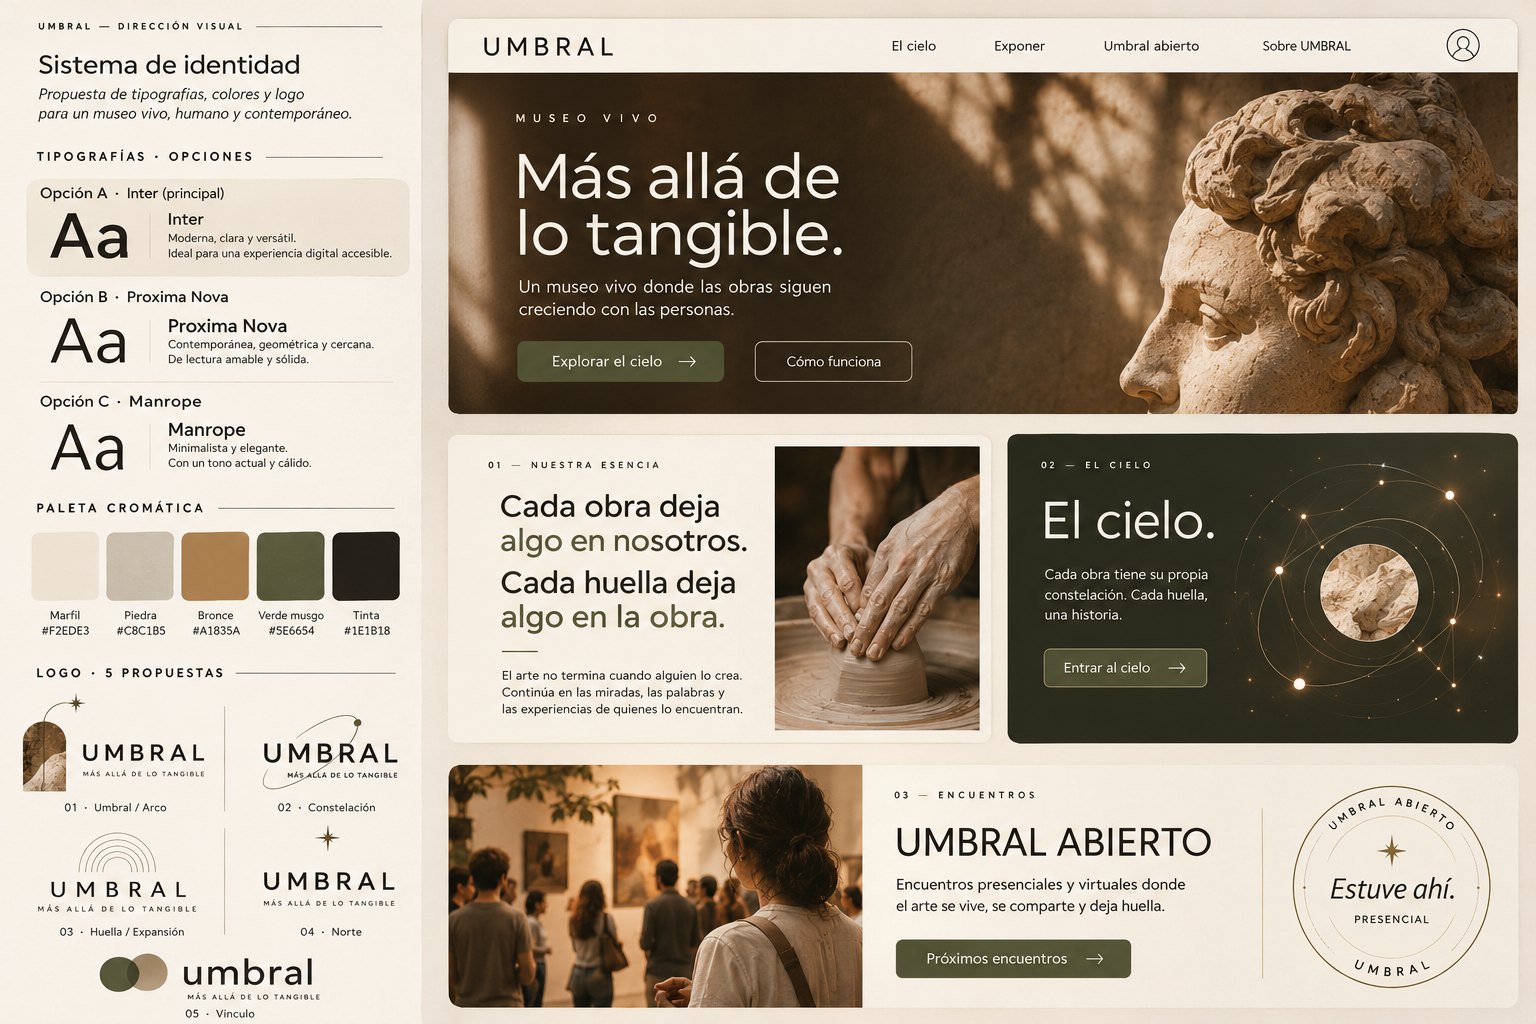 UMBRAL — DIRECCIÓN VISUAL
Sistema de identidad
Propuesta de tipografías, colores y logo
para un museo vivo, humano y contemporáneo.
TIPOGRAFÍAS · OPCIONES
Opción A · Inter (principal)
Aa
Inter
Moderna, clara y versátil.
Ideal para una experiencia digital accesible.
Opción B · Proxima Nova
Aa
Proxima Nova
Contemporánea, geométrica y cercana.
De lectura amable y sólida.
Opción C · Manrope
Aa
Manrope
Minimalista y elegante.
Con un tono actual y cálido.
PALETA CROMÁTICA
Marfil
#F2EDE3
Piedra
#C8C1B5
Bronce
#A1835A
Verde musgo
#5E6654
Tinta
#1E1B18
LOGO · 5 PROPUESTAS
UMBRAL
MÁS ALLÁ DE LO TANGIBLE
01 · Umbral / Arco
UMBRAL
MÁS ALLÁ DE LO TANGIBLE
02 · Constelación
UMBRAL
MÁS ALLÁ DE LO TANGIBLE
03 · Huella / Expansión
UMBRAL
MÁS ALLÁ DE LO TANGIBLE
04 · Norte
umbral
MÁS ALLÁ DE LO TANGIBLE
05 · Vínculo
UMBRAL
El cielo
Exponer
Umbral abierto
Sobre UMBRAL
MUSEO VIVO
Más allá de
lo tangible.
Un museo vivo donde las obras siguen
creciendo con las personas.
Explorar el cielo →
Cómo funciona
01 — NUESTRA ESENCIA
Cada obra deja
algo en nosotros.
Cada huella deja
algo en la obra.
El arte no termina cuando alguien lo crea.
Continúa en las miradas, las palabras y
las experiencias de quienes lo encuentran.
02 — EL CIELO
El cielo.
Cada obra tiene su propia
constelación. Cada huella,
una historia.
Entrar al cielo →
03 — ENCUENTROS
UMBRAL ABIERTO
Encuentros presenciales y virtuales donde
el arte se vive, se comparte y deja huella.
Próximos encuentros →
UMBRAL ABIERTO
Estuve ahí.
PRESENCIAL
UMBRAL